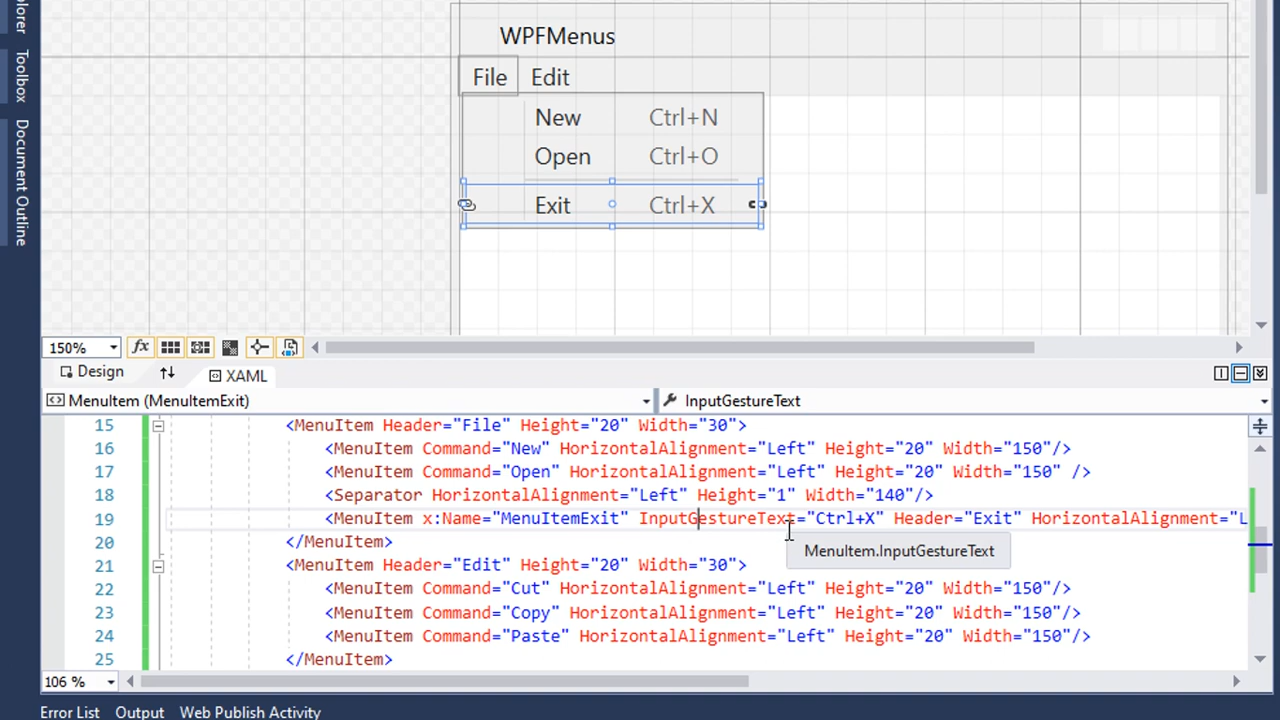 plorer
Toolbox
Document Outline
WPFMenus
File Edit
New Ctrl+N
Open Ctrl+O
Exit Ctrl+X
150% fx
Design XAML
MenuItem (MenuItemExit) InputGestureText
15 <MenuItem Header="File" Height="20" Width="30">
16 <MenuItem Command="New" HorizontalAlignment="Left" Height="20" Width="150"/>
17 <MenuItem Command="Open" HorizontalAlignment="Left" Height="20" Width="150" />
18 <Separator HorizontalAlignment="Left" Height="1" Width="140"/>
19 <MenuItem x:Name="MenuItemExit" InputGestureText="Ctrl+X" Header="Exit" HorizontalAlignment="L
MenuItem.InputGestureText
20 </MenuItem>
21 <MenuItem Header="Edit" Height="20" Width="30">
22 <MenuItem Command="Cut" HorizontalAlignment="Left" Height="20" Width="150"/>
23 <MenuItem Command="Copy" HorizontalAlignment="Left" Height="20" Width="150"/>
24 <MenuItem Command="Paste" HorizontalAlignment="Left" Height="20" Width="150"/>
25 </MenuItem>
106 %
Error List Output Web Publish Activity